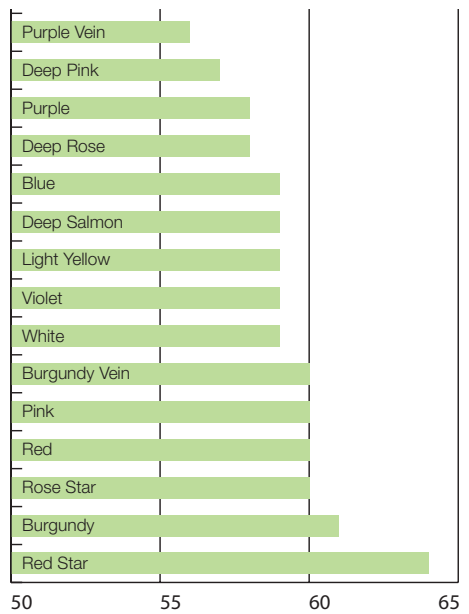 Purple Vein
Deep Pink
Purple
Deep Rose
Blue
Deep Salmon
Light Yellow
Violet
White
Burgundy Vein
Pink
Red
Rose Star
Burgundy
Red Star
50 55 60 65